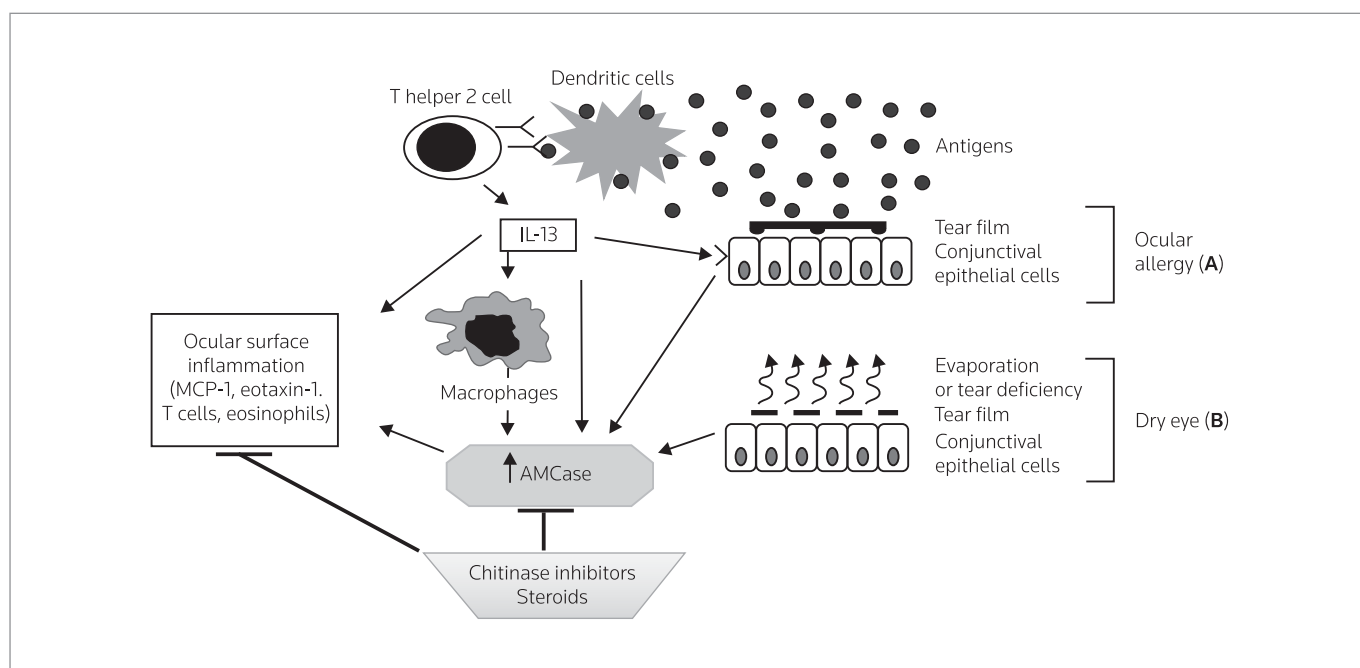 Dendritic cells
T helper 2 cell
Antigens
IL-13
Tear film
Conjunctival
epithelial cells
Ocular
allergy (A)
Ocular surface
inflammation
(MCP-1, eotaxin-1.
T cells, eosinophils)
Macrophages
Evaporation
or tear deficiency
Tear film
Conjunctival
epithelial cells
Dry eye (B)
AMCase
Chitinase inhibitors
Steroids